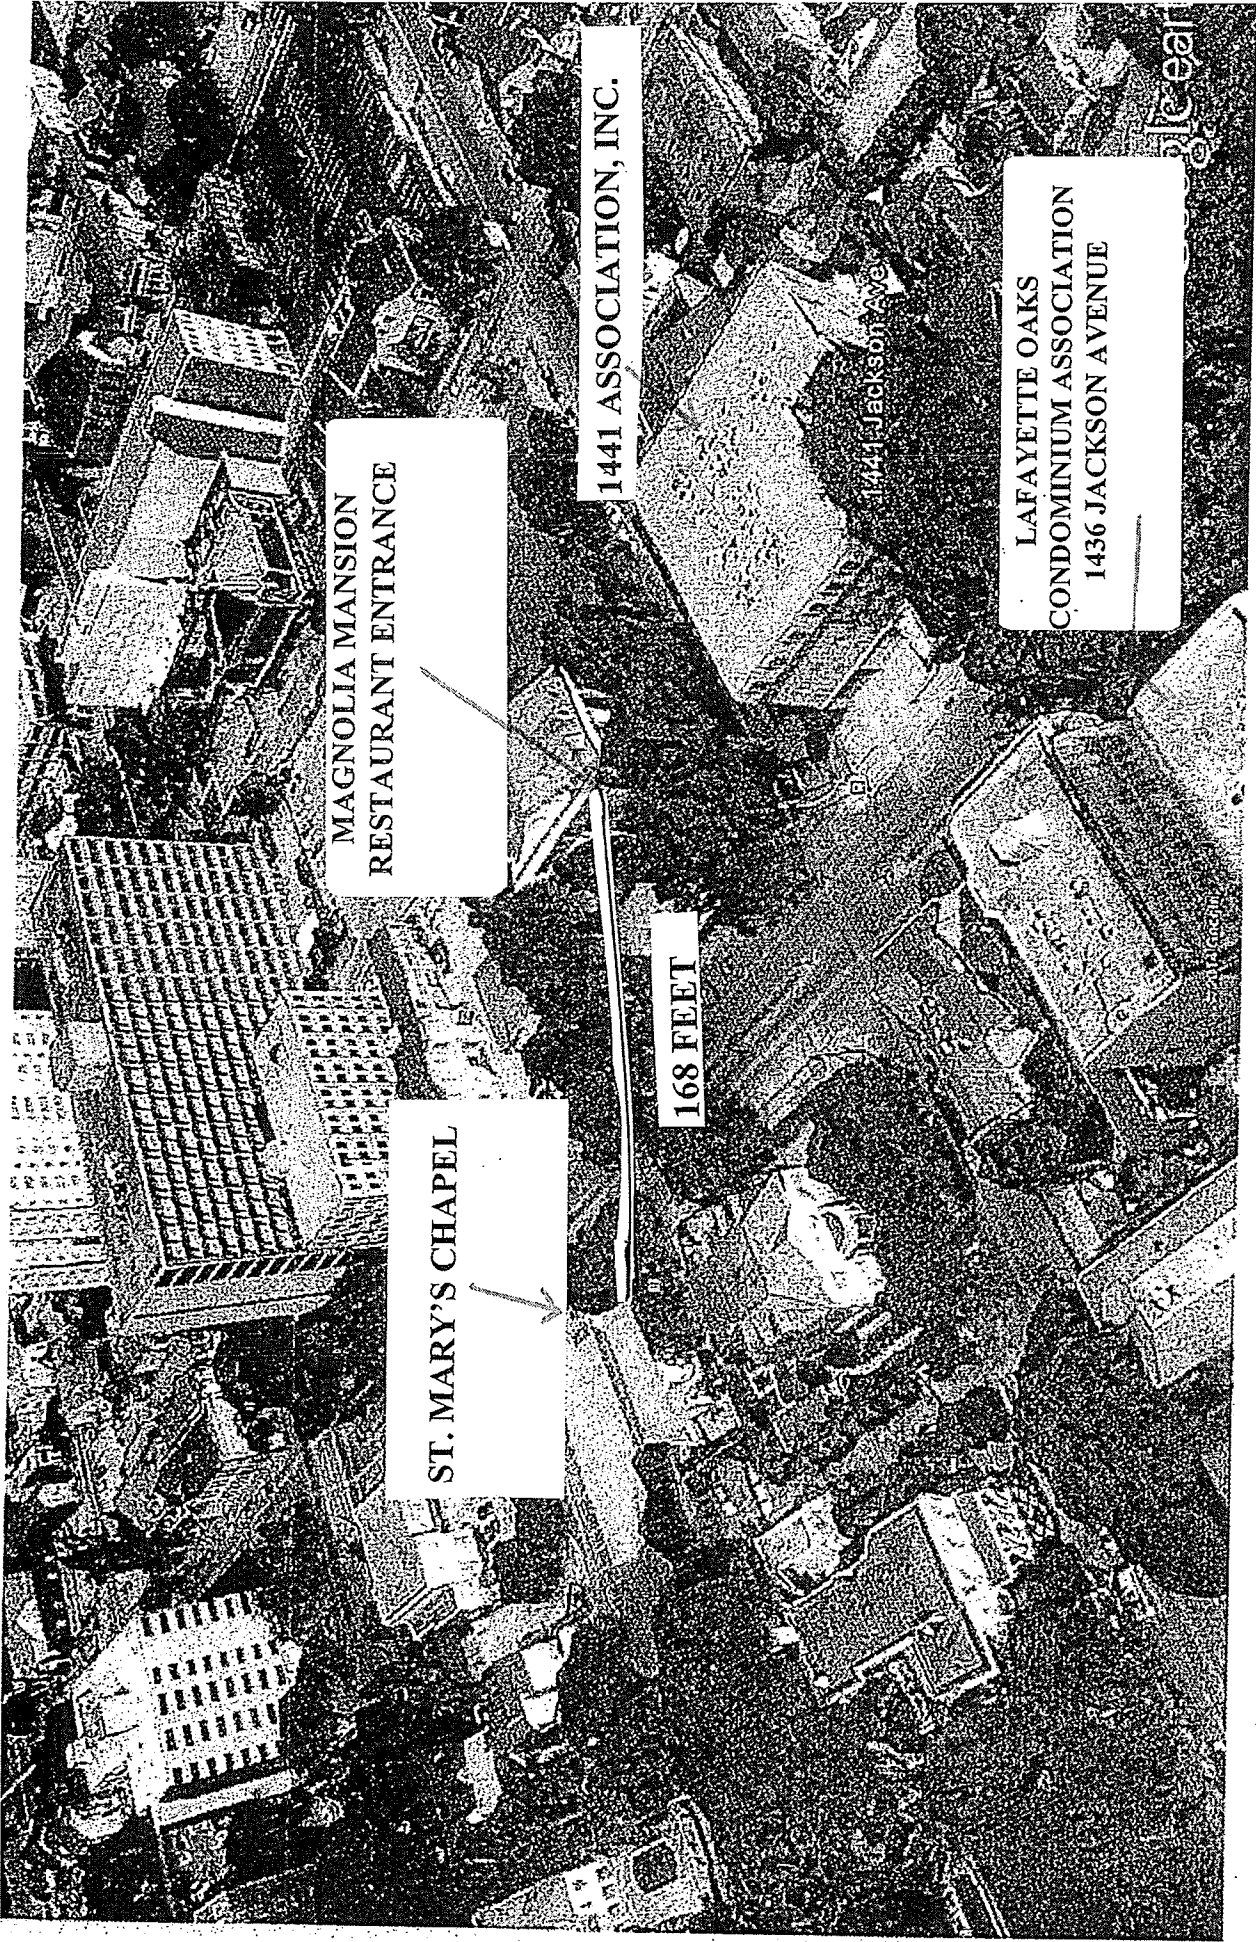 ST. MARY'S CHAPEL
168 FEET
MAGNOLIA MANSION
RESTAURANT ENTRANCE
1441 ASSOCIATION, INC.
1441 Jackson Ave
LAFAYETTE OAKS
CONDOMINIUM ASSOCIATION
1436 JACKSON AVENUE